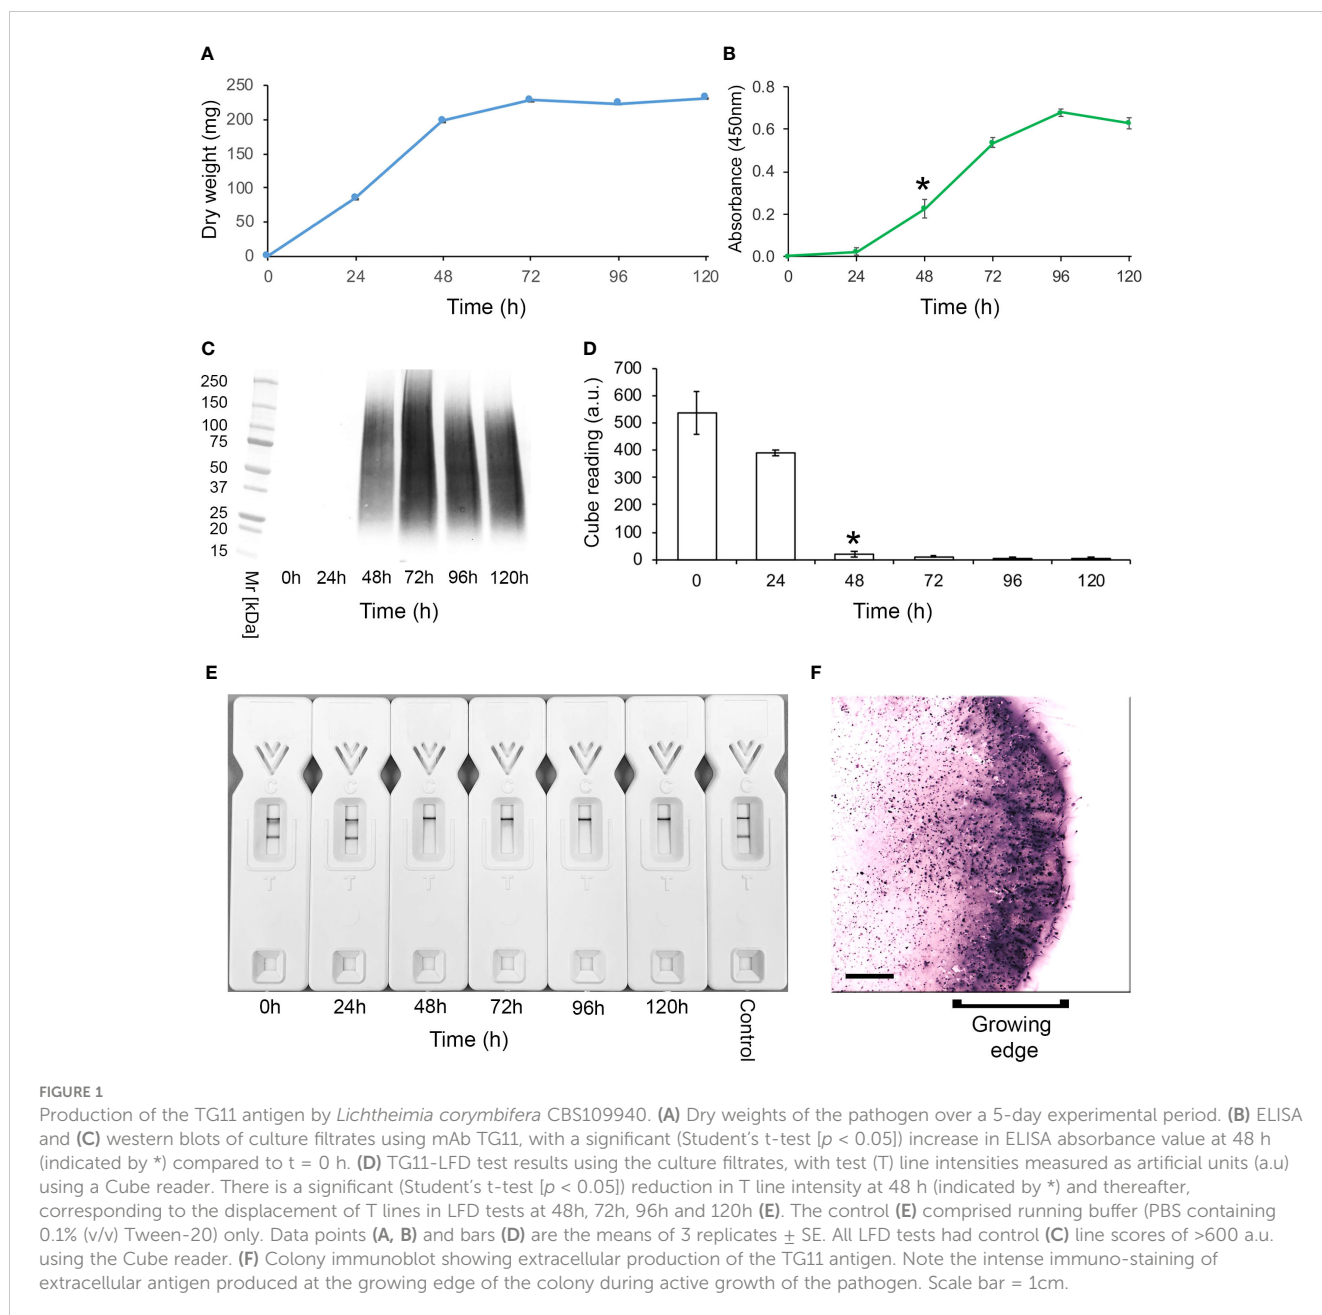 A
Dry weight (mg)
250
200
150
100
50
0
0 24 48 72 96 120
Time (h)
B
Absorbance (450nm)
0.8
0.6
0.4
0.2
0.0
*
0 24 48 72 96 120
Time (h)
C
250
150
100
75
50
37
25
20
15
Mr [kDa]
0h 24h 48h 72h 96h 120h
Time (h)
D
Cube reading (a.u.)
700
600
500
400
300
200
100
0
*
0 24 48 72 96 120
Time (h)
E
C C C C C C C
T T T T T T T
0h 24h 48h 72h 96h 120h Control
Time (h)
F
Growing
edge
FIGURE 1
Production of the TG11 antigen by Lichtheimia corymbifera CBS109940. (A) Dry weights of the pathogen over a 5-day experimental period. (B) ELISA
and (C) western blots of culture filtrates using mAb TG11, with a significant (Student’s t-test [p < 0.05]) increase in ELISA absorbance value at 48 h
(indicated by *) compared to t = 0 h. (D) TG11-LFD test results using the culture filtrates, with test (T) line intensities measured as artificial units (a.u)
using a Cube reader. There is a significant (Student’s t-test [p < 0.05]) reduction in T line intensity at 48 h (indicated by *) and thereafter,
corresponding to the displacement of T lines in LFD tests at 48h, 72h, 96h and 120h (E). The control (E) comprised running buffer (PBS containing
0.1% (v/v) Tween-20) only. Data points (A, B) and bars (D) are the means of 3 replicates ± SE. All LFD tests had control (C) line scores of >600 a.u.
using the Cube reader. (F) Colony immunoblot showing extracellular production of the TG11 antigen. Note the intense immuno-staining of
extracellular antigen produced at the growing edge of the colony during active growth of the pathogen. Scale bar = 1cm.